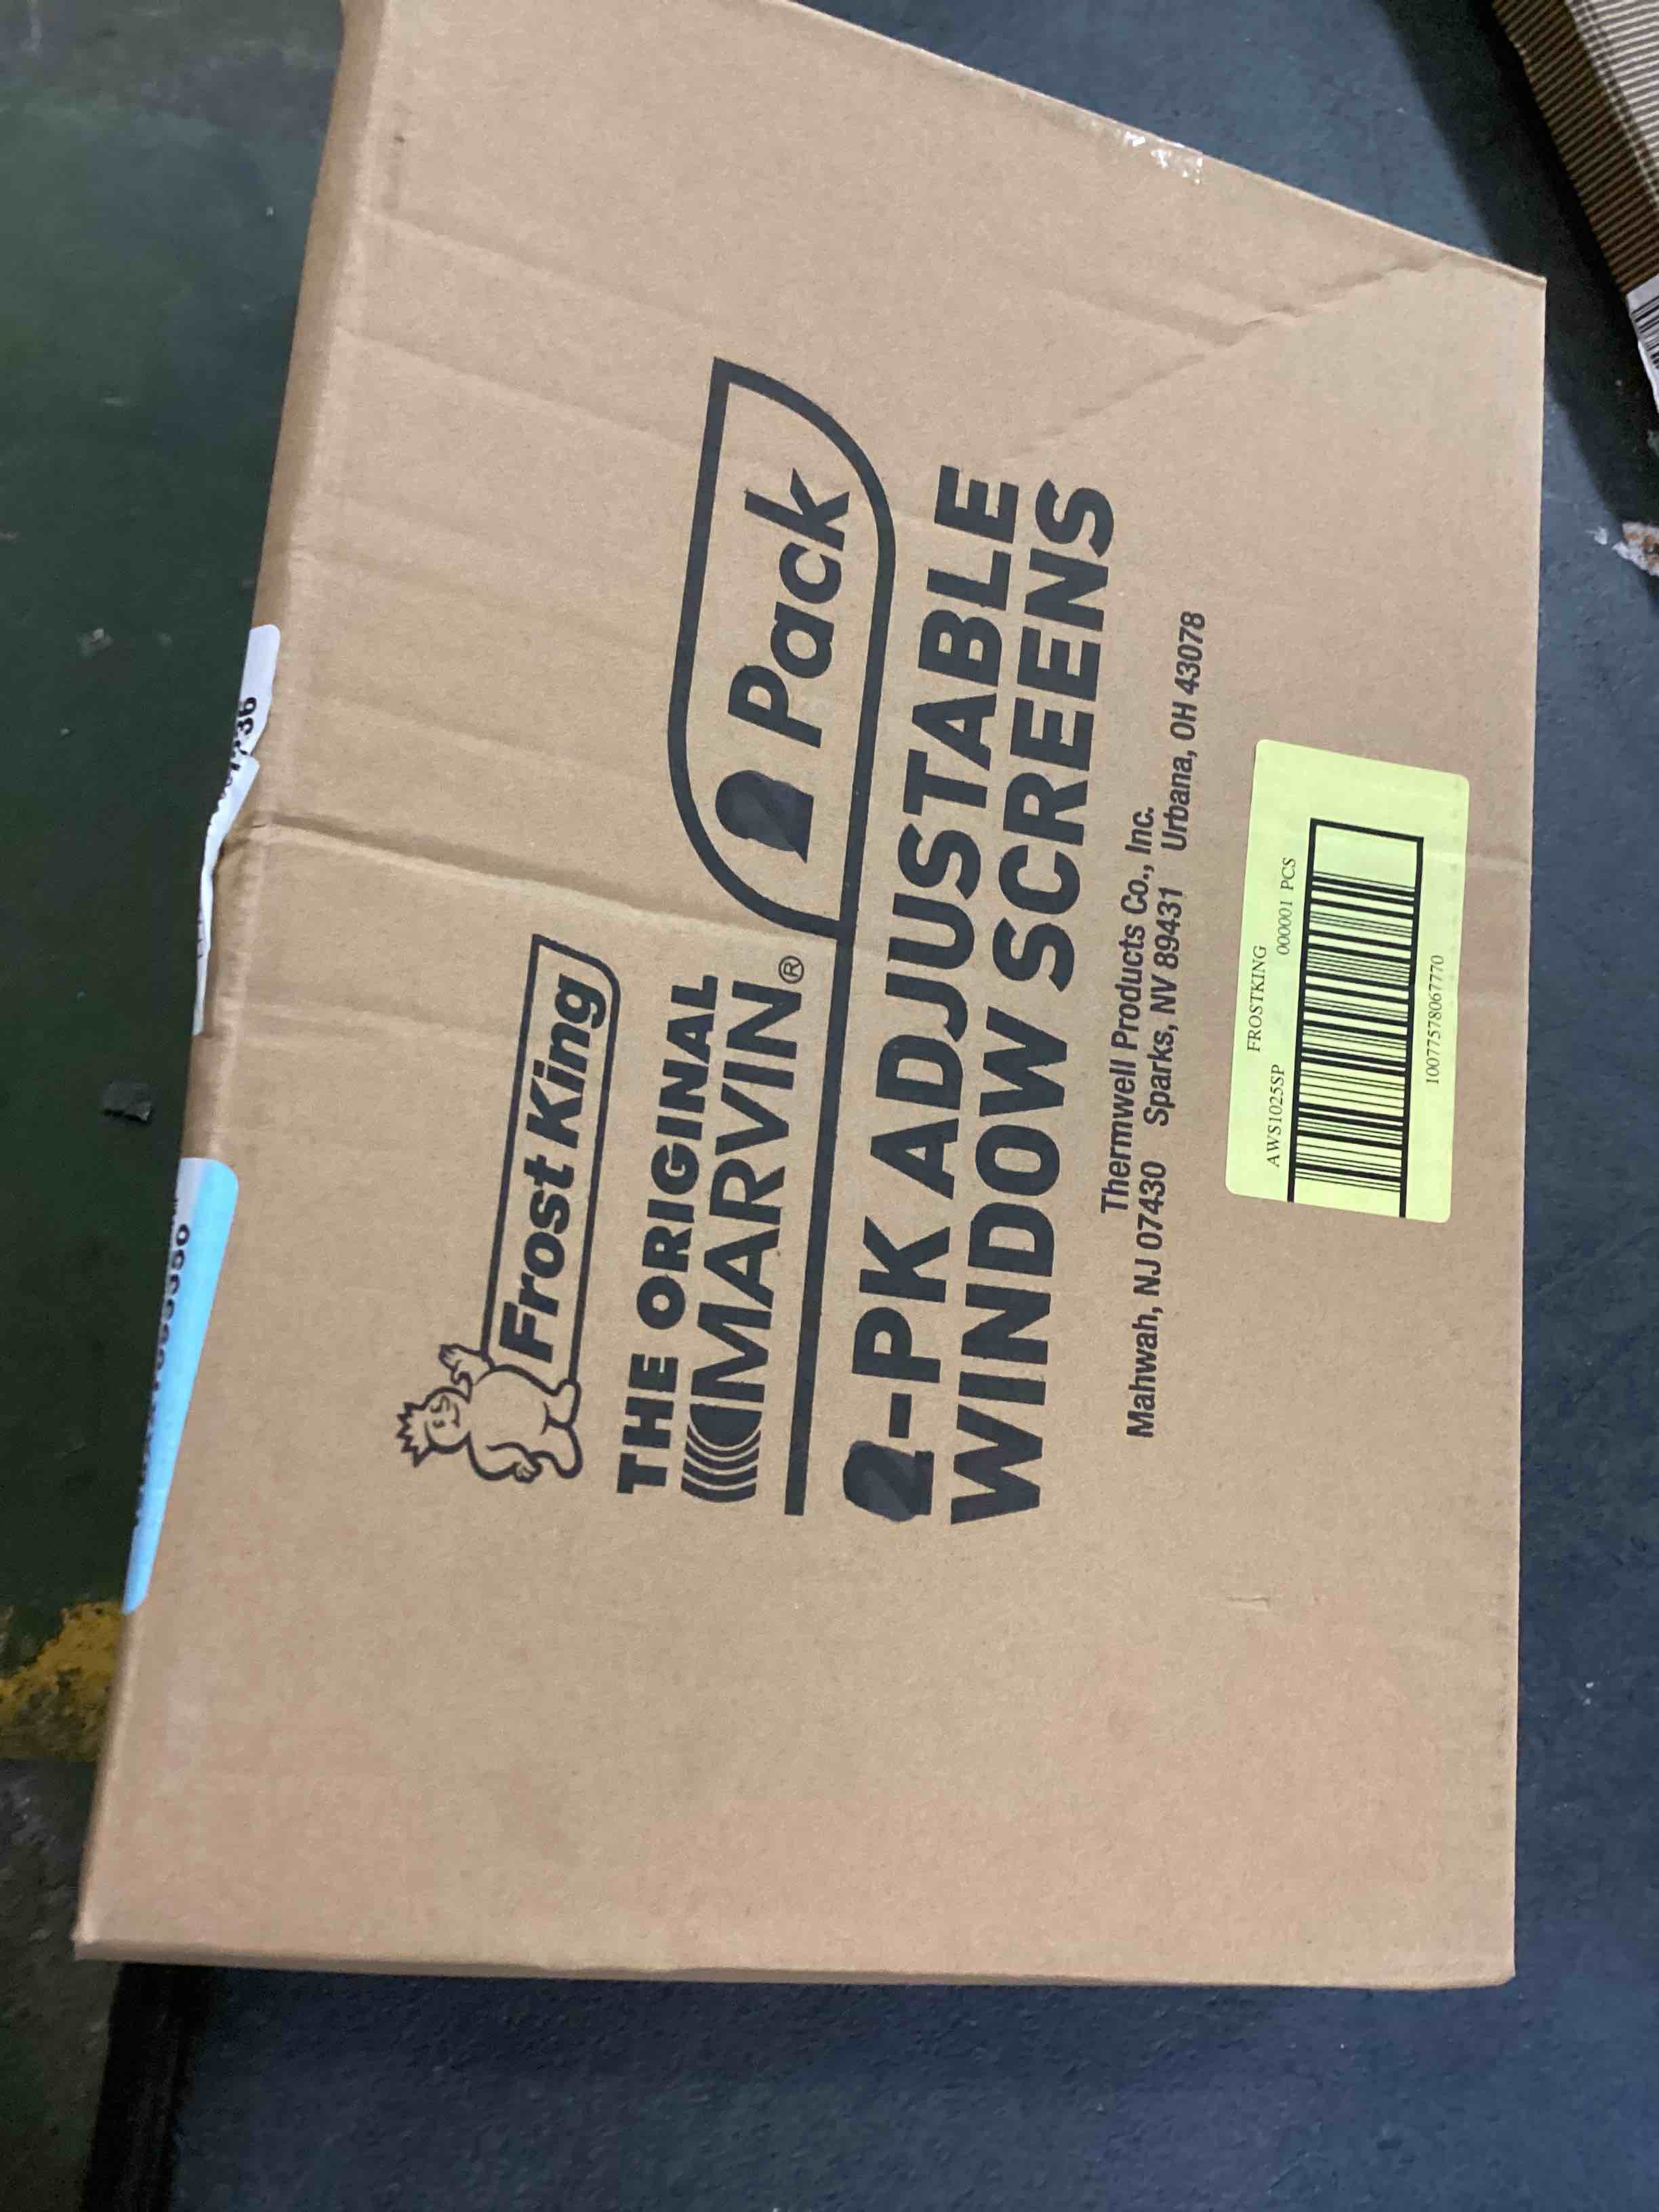 Frost King
THE ORIGINAL
MARVIN®
2 Pack
2-PK ADJUSTABLE
WINDOW SCREENS
Thermwell Products Co., Inc.
Mahwah, NJ 07430 Sparks, NV 89431 Urbana, OH 43078
FROSTKING
AWS1025SP 000001 PCS
10077578067770